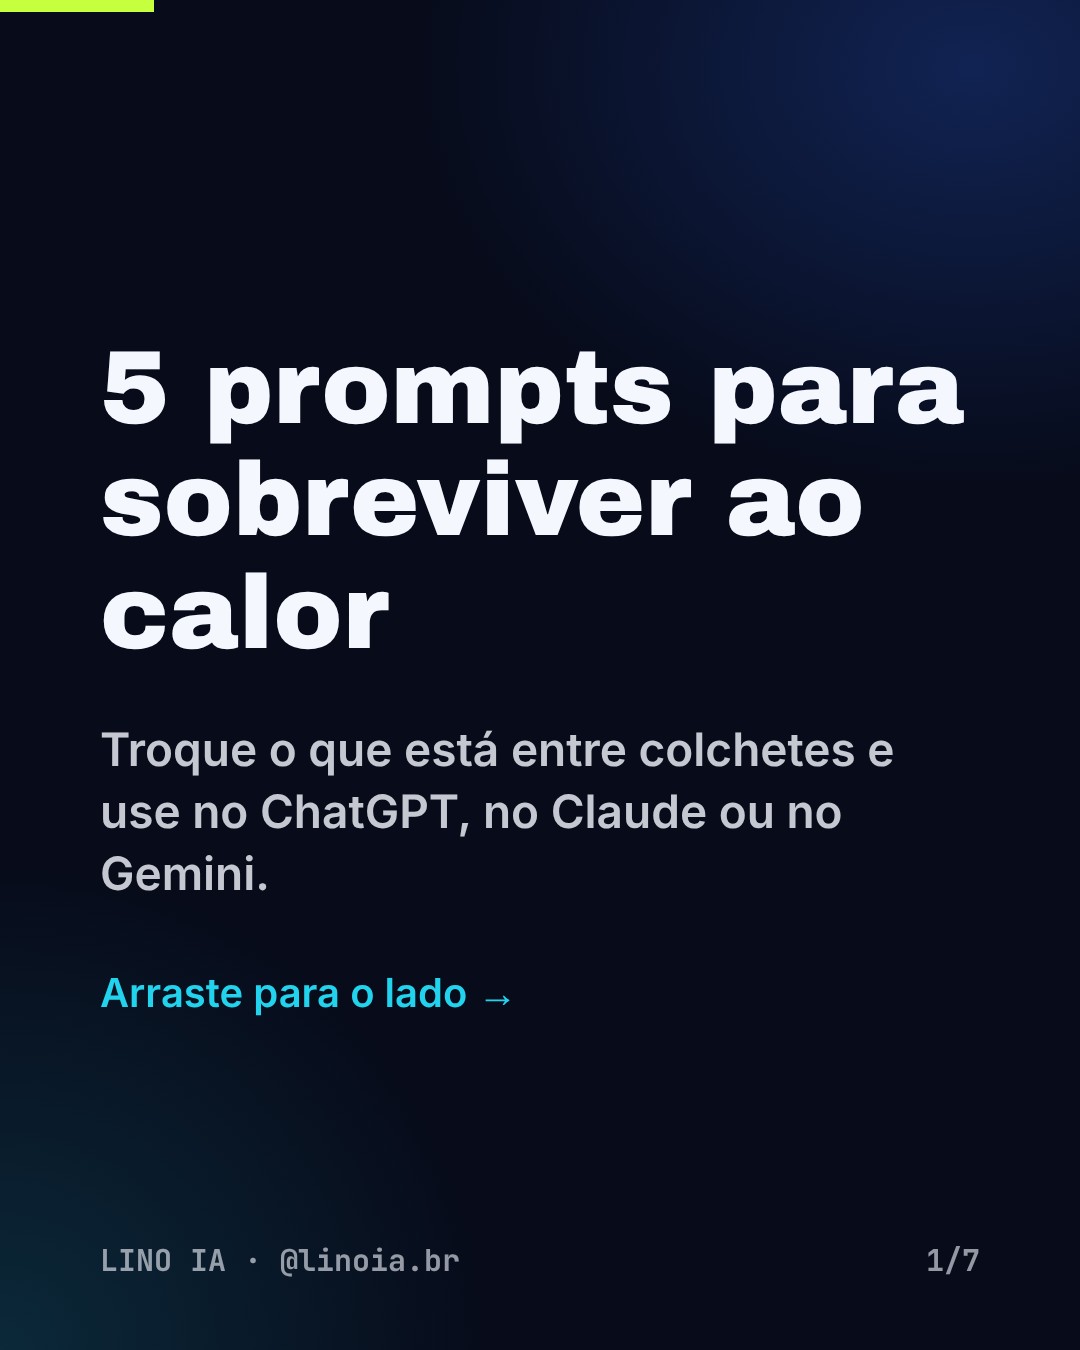 5 prompts para
sobreviver ao
calor
Troque o que está entre colchetes e
use no ChatGPT, no Claude ou no
Gemini.
Arraste para o lado →
LINO IA · @linoia.br
1/7